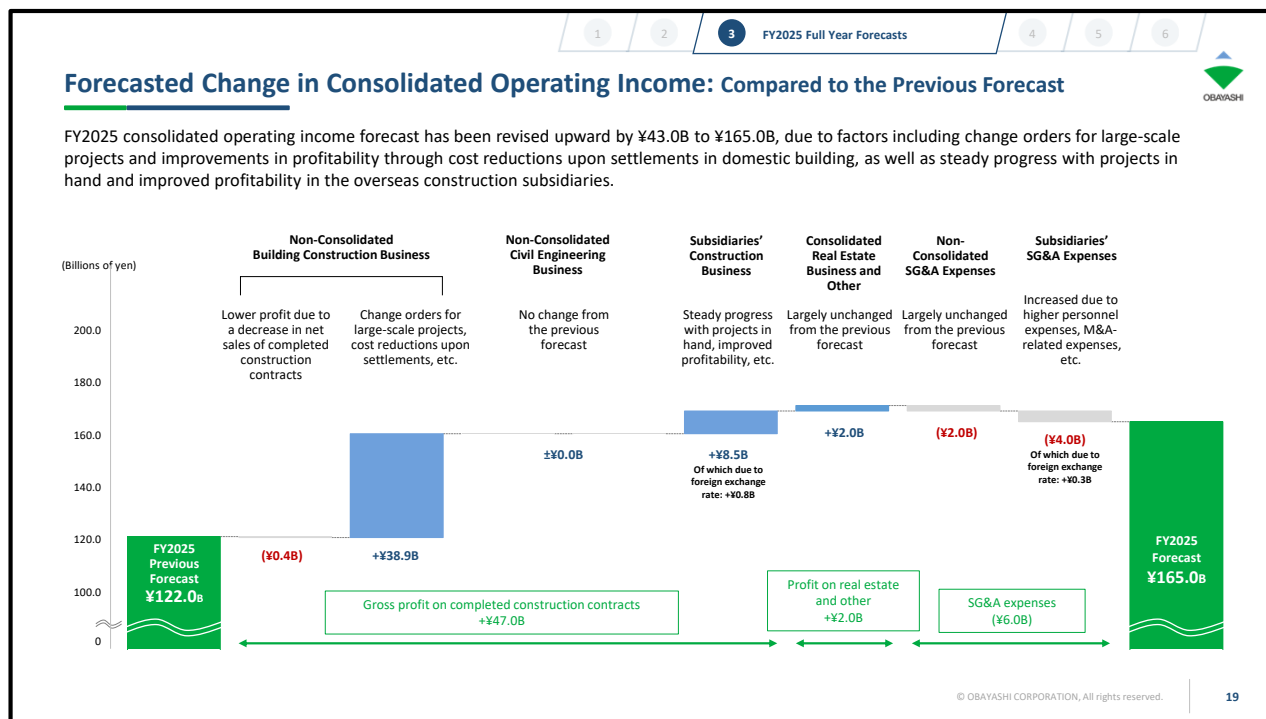 1
2
3
FY2025 Full Year Forecasts
4
5
6
OBAYASHI
Forecasted Change in Consolidated Operating Income: Compared to the Previous Forecast
FY2025 consolidated operating income forecast has been revised upward by ¥43.0B to ¥165.0B, due to factors including change orders for large-scale
projects and improvements in profitability through cost reductions upon settlements in domestic building, as well as steady progress with projects in
hand and improved profitability in the overseas construction subsidiaries.
(Billions of yen)
200.0
180.0
160.0
140.0
120.0
100.0
0
Non-Consolidated
Building Construction Business
Lower profit due to
a decrease in net
sales of completed
construction
contracts
Change orders for
large-scale projects,
cost reductions upon
settlements, etc.
Non-Consolidated
Civil Engineering
Business
No change from
the previous
forecast
Subsidiaries’
Construction
Business
Steady progress
with projects in
hand, improved
profitability, etc.
Consolidated
Real Estate
Business and
Other
Largely unchanged
from the previous
forecast
Non-
Consolidated
SG&A Expenses
Largely unchanged
from the previous
forecast
Subsidiaries’
SG&A Expenses
Increased due to
higher personnel
expenses, M&A-
related expenses,
etc.
FY2025
Previous
Forecast
¥122.0B
(¥0.4B)
+¥38.9B
±¥0.0B
+¥8.5B
Of which due to
foreign exchange
rate: +¥0.8B
+¥2.0B
(¥2.0B)
(¥4.0B)
Of which due to
foreign exchange
rate: +¥0.3B
FY2025
Forecast
¥165.0B
Gross profit on completed construction contracts
+¥47.0B
Profit on real estate
and other
+¥2.0B
SG&A expenses
(¥6.0B)
© OBAYASHI CORPORATION, All rights reserved.
19